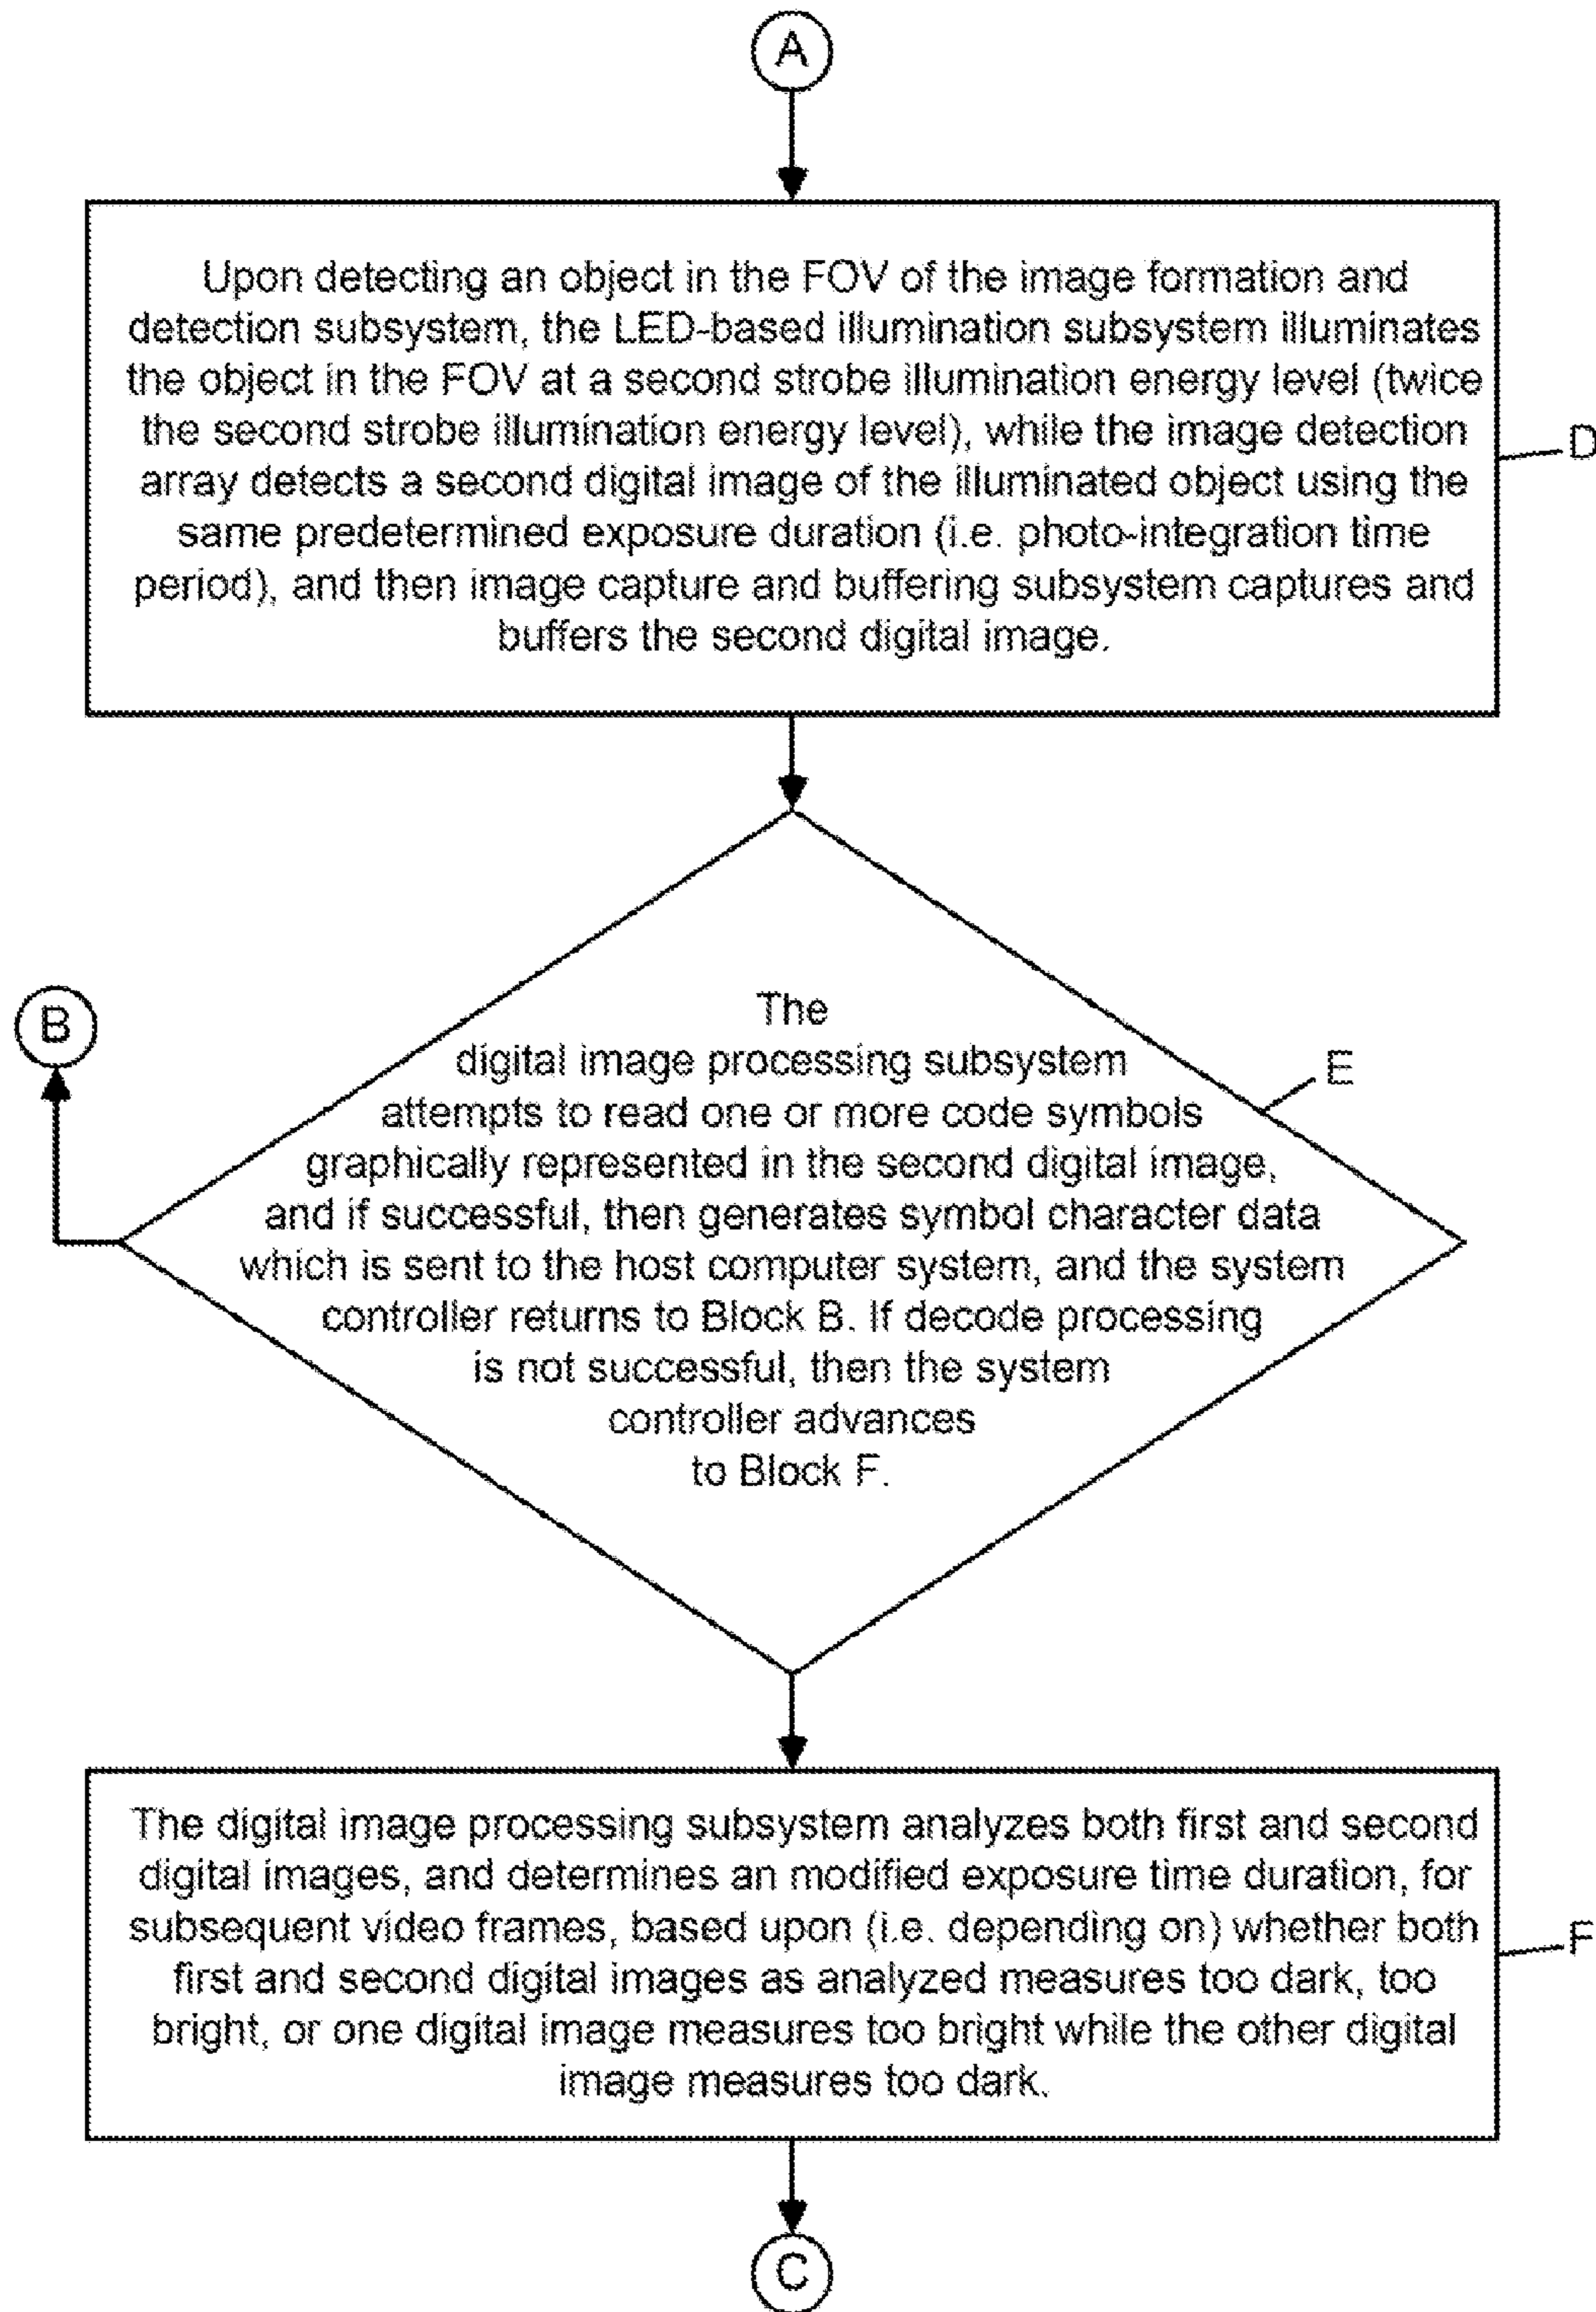 A
Upon detecting an object in the FOV of the image formation and
detection subsystem, the LED-based illumination subsystem illuminates
the object in the FOV at a second strobe illumination energy level (twice
the second strobe illumination energy level), while the image detection
array detects a second digital image of the illuminated object using the
same predetermined exposure duration (i.e. photo-integration time
period), and then image capture and buffering subsystem captures and
buffers the second digital image.
D
B
The
digital image processing subsystem
attempts to read one or more code symbols
graphically represented in the second digital image,
and if successful, then generates symbol character data
which is sent to the host computer system, and the system
controller returns to Block B. If decode processing
is not successful, then the system
controller advances
to Block F.
E
The digital image processing subsystem analyzes both first and second
digital images, and determines an modified exposure time duration, for
subsequent video frames, based upon (i.e. depending on) whether both
first and second digital images as analyzed measures too dark, too
bright, or one digital image measures too bright while the other digital
image measures too dark.
F
C